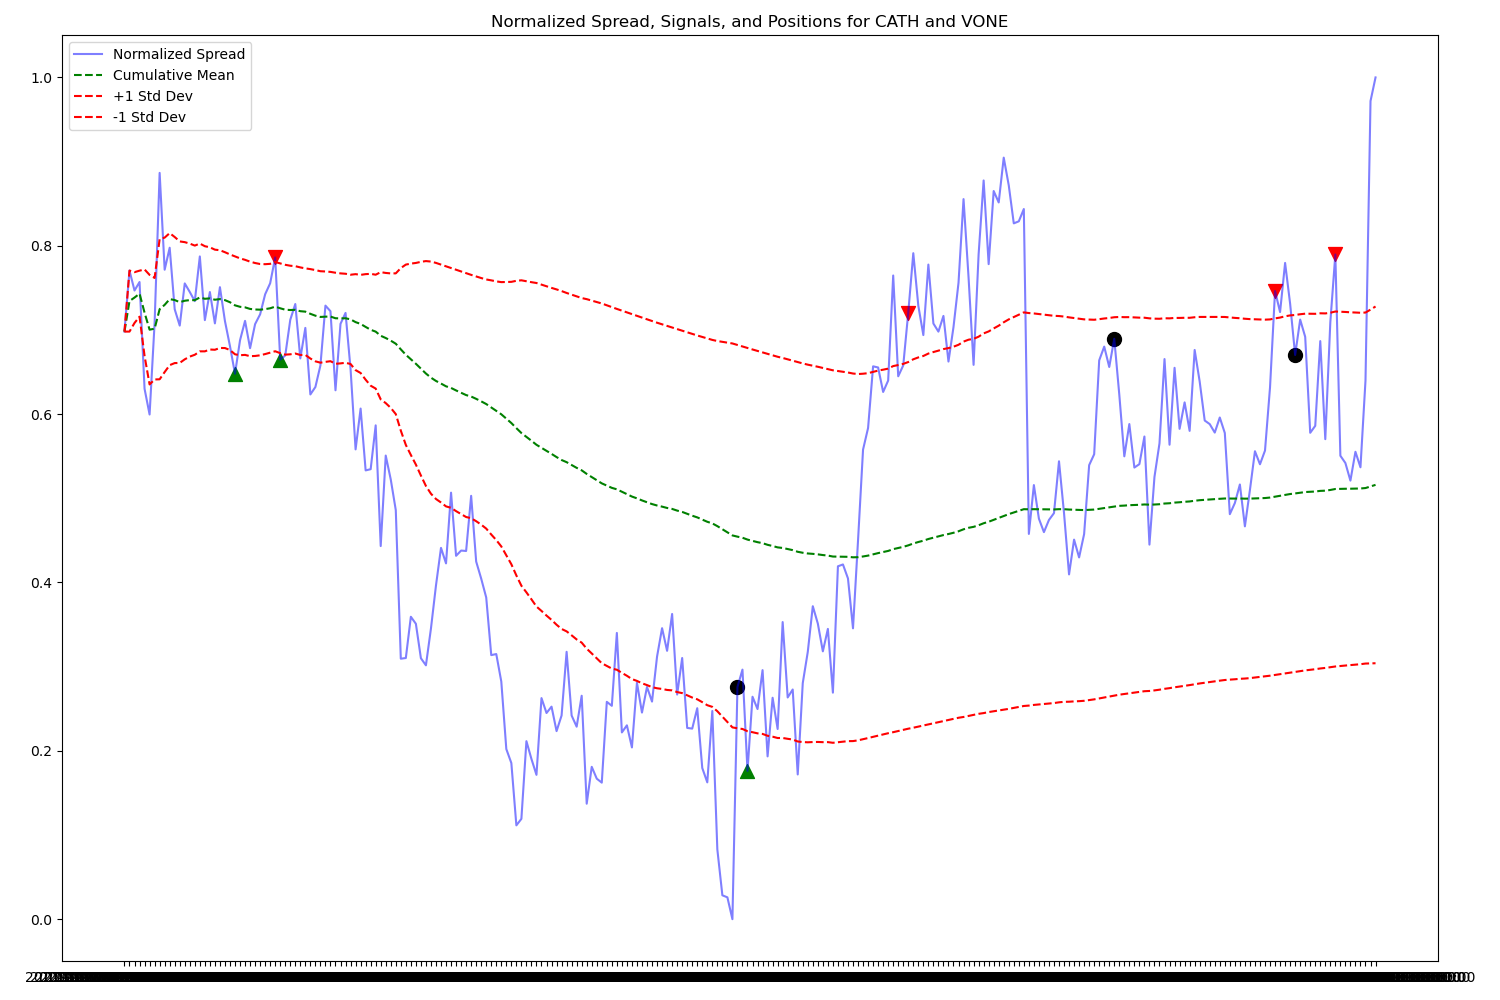 Normalized Spread, Signals, and Positions for CATH and VONE
Normalized Spread
Cumulative Mean
+1 Std Dev
-1 Std Dev
1.0
0.8
0.6
0.4
0.2
0.0